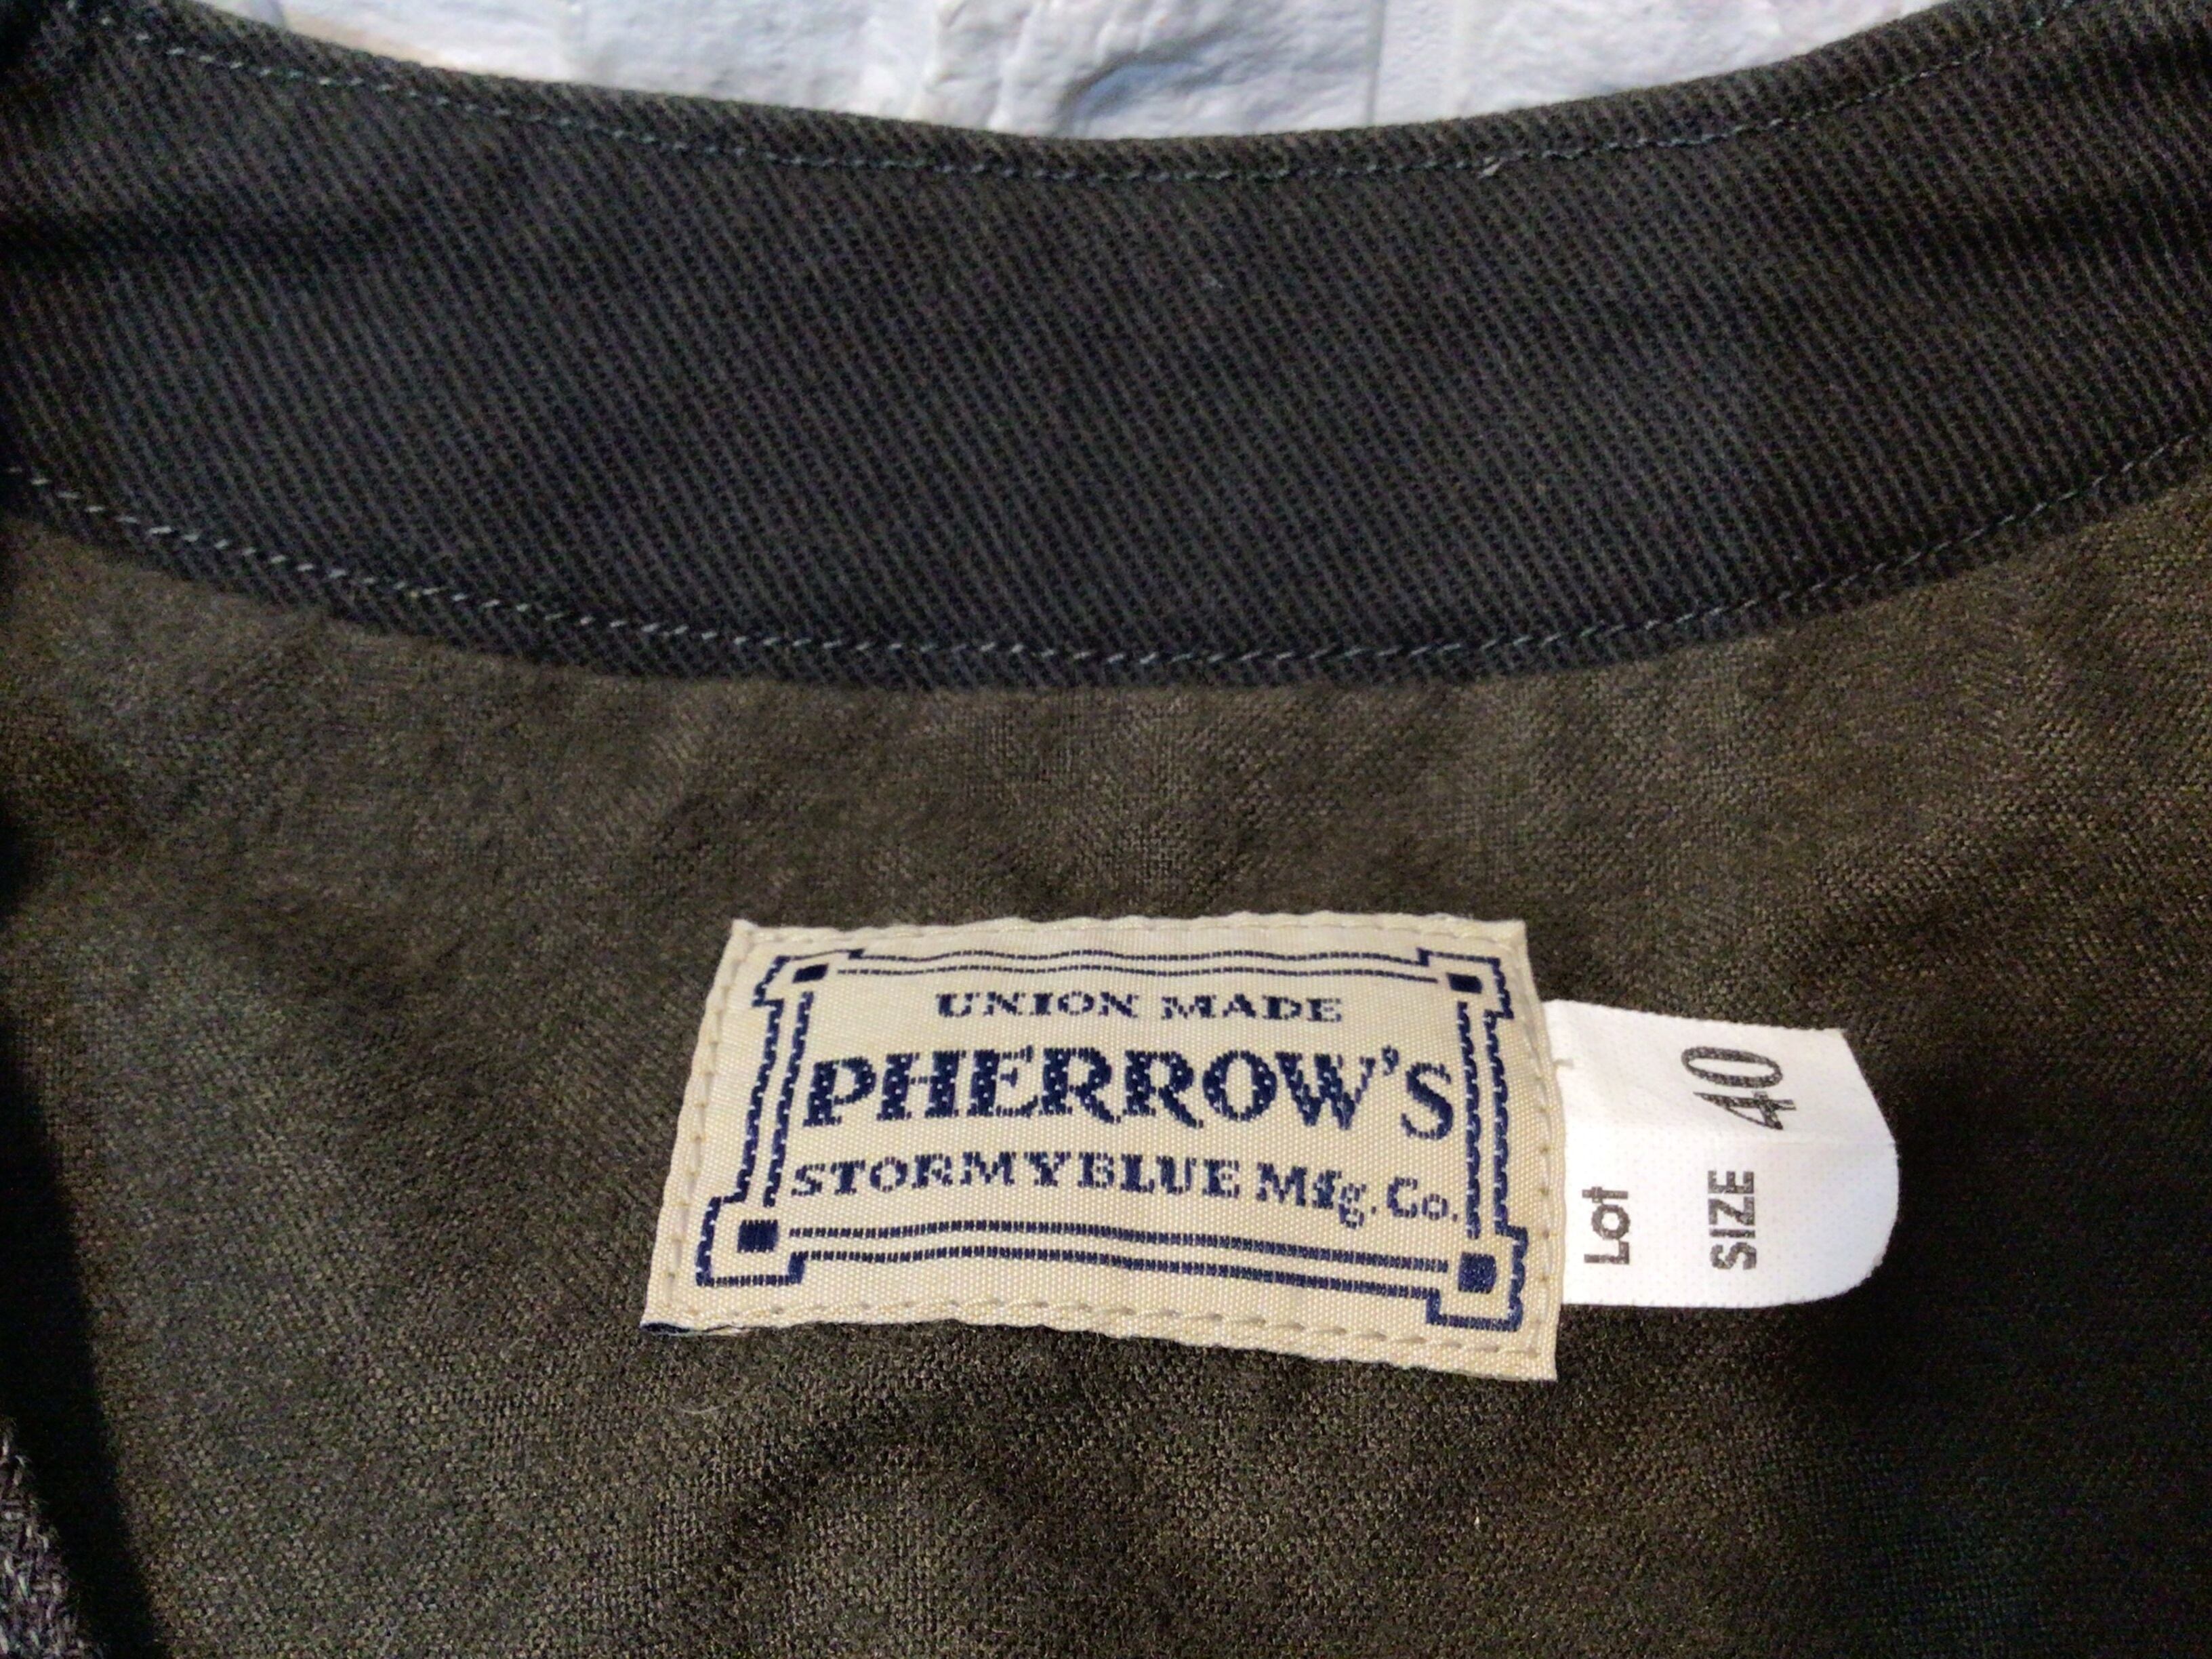 UNION MADE
PHERROW'S
STORMYBLUE Mfg. Co.
Lot
SIZE 40